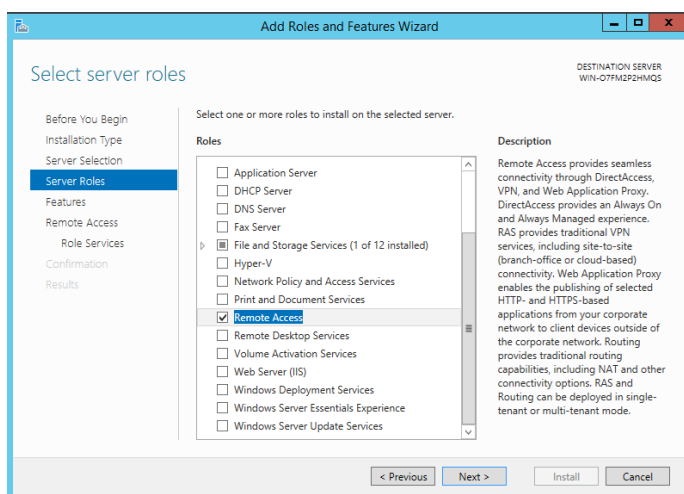 Add Roles and Features Wizard
Select server roles
DESTINATION SERVER
WIN-O7FM2P2HMQS
Before You Begin
Installation Type
Server Selection
Server Roles
Features
Remote Access
Role Services
Confirmation
Results
Select one or more roles to install on the selected server.
Roles
Application Server
DHCP Server
DNS Server
Fax Server
File and Storage Services (1 of 12 installed)
Hyper-V
Network Policy and Access Services
Print and Document Services
Remote Access
Remote Desktop Services
Volume Activation Services
Web Server (IIS)
Windows Deployment Services
Windows Server Essentials Experience
Windows Server Update Services
Description
Remote Access provides seamless
connectivity through DirectAccess,
VPN, and Web Application Proxy.
DirectAccess provides an Always On
and Always Managed experience.
RAS provides traditional VPN
services, including site-to-site
(branch-office or cloud-based)
connectivity. Web Application Proxy
enables the publishing of selected
HTTP- and HTTPS-based
applications from your corporate
network to client devices outside of
the corporate network. Routing
provides traditional routing
capabilities, including NAT and other
connectivity options. RAS and
Routing can be deployed in single-
tenant or multi-tenant mode.
< Previous
Next >
Install
Cancel